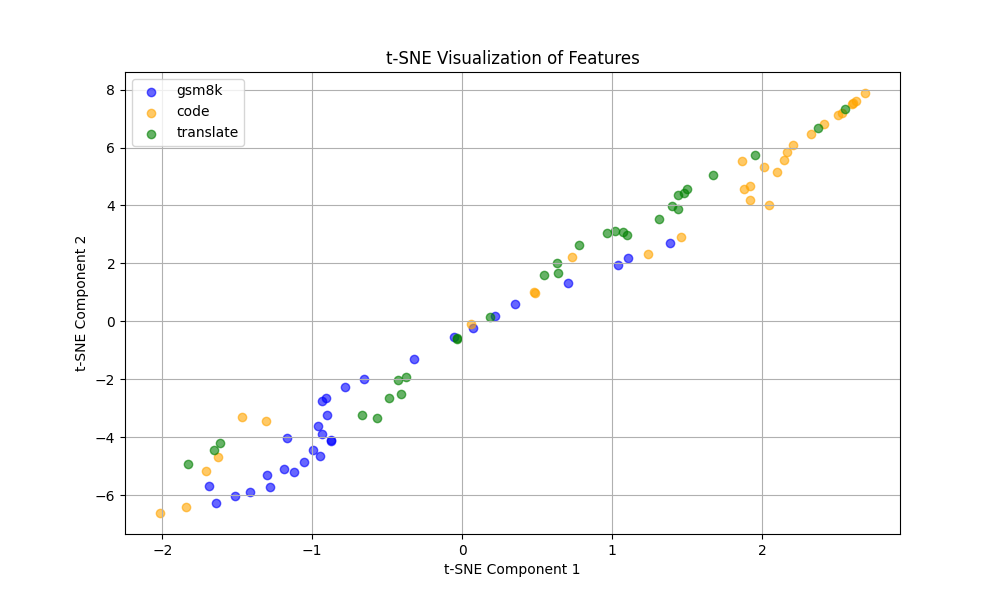 t-SNE Visualization of Features
gsm8k
code
translate
t-SNE Component 2
8
6
4
2
0
−2
−4
−6
−2
−1
0
1
2
t-SNE Component 1